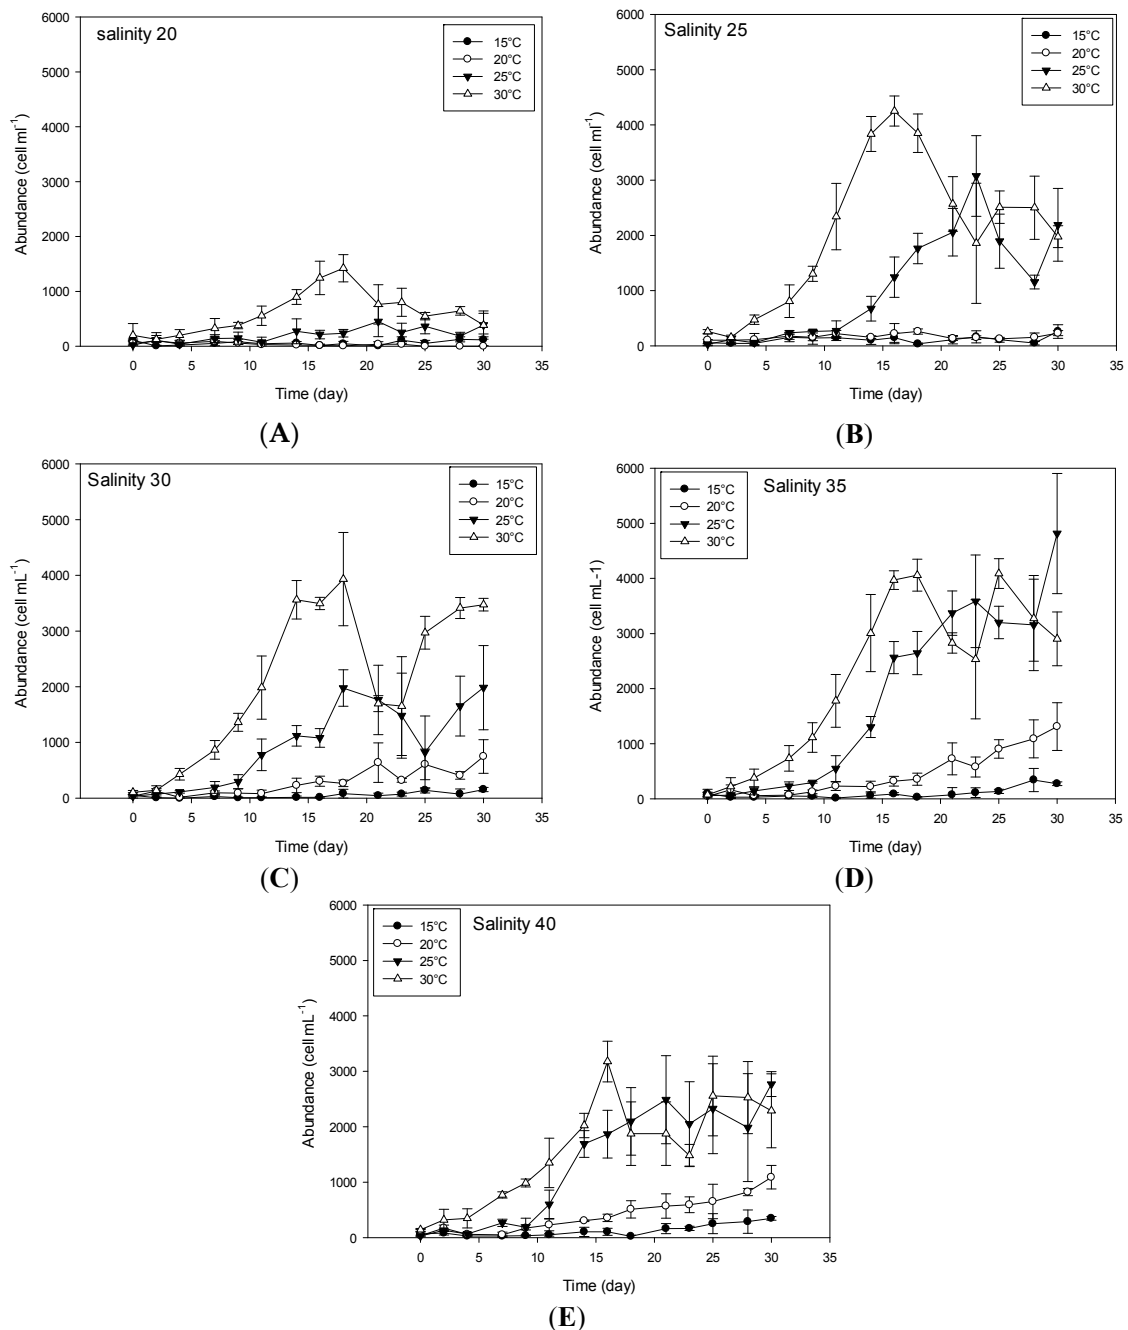 salinity 20
15°C
20°C
25°C
30°C
6000
5000
4000
3000
2000
1000
0
Abundance (cell ml⁻¹)
0 5 10 15 20 25 30 35
Time (day)
(A)
Salinity 25
15°C
20°C
25°C
30°C
6000
5000
4000
3000
2000
1000
0
Abundance (cell ml⁻¹)
0 5 10 15 20 25 30 35
Time (day)
(B)
Salinity 30
15°C
20°C
25°C
30°C
6000
5000
4000
3000
2000
1000
0
Abundance (cell mL⁻¹)
0 5 10 15 20 25 30 35
Time (day)
(C)
Salinity 35
15°C
20°C
25°C
30°C
6000
5000
4000
3000
2000
1000
0
Abundance (cell mL-1)
0 5 10 15 20 25 30 35
Time (day)
(D)
Salinity 40
15°C
20°C
25°C
30°C
6000
5000
4000
3000
2000
1000
0
Abundance (cell mL⁻¹)
0 5 10 15 20 25 30 35
Time (day)
(E)